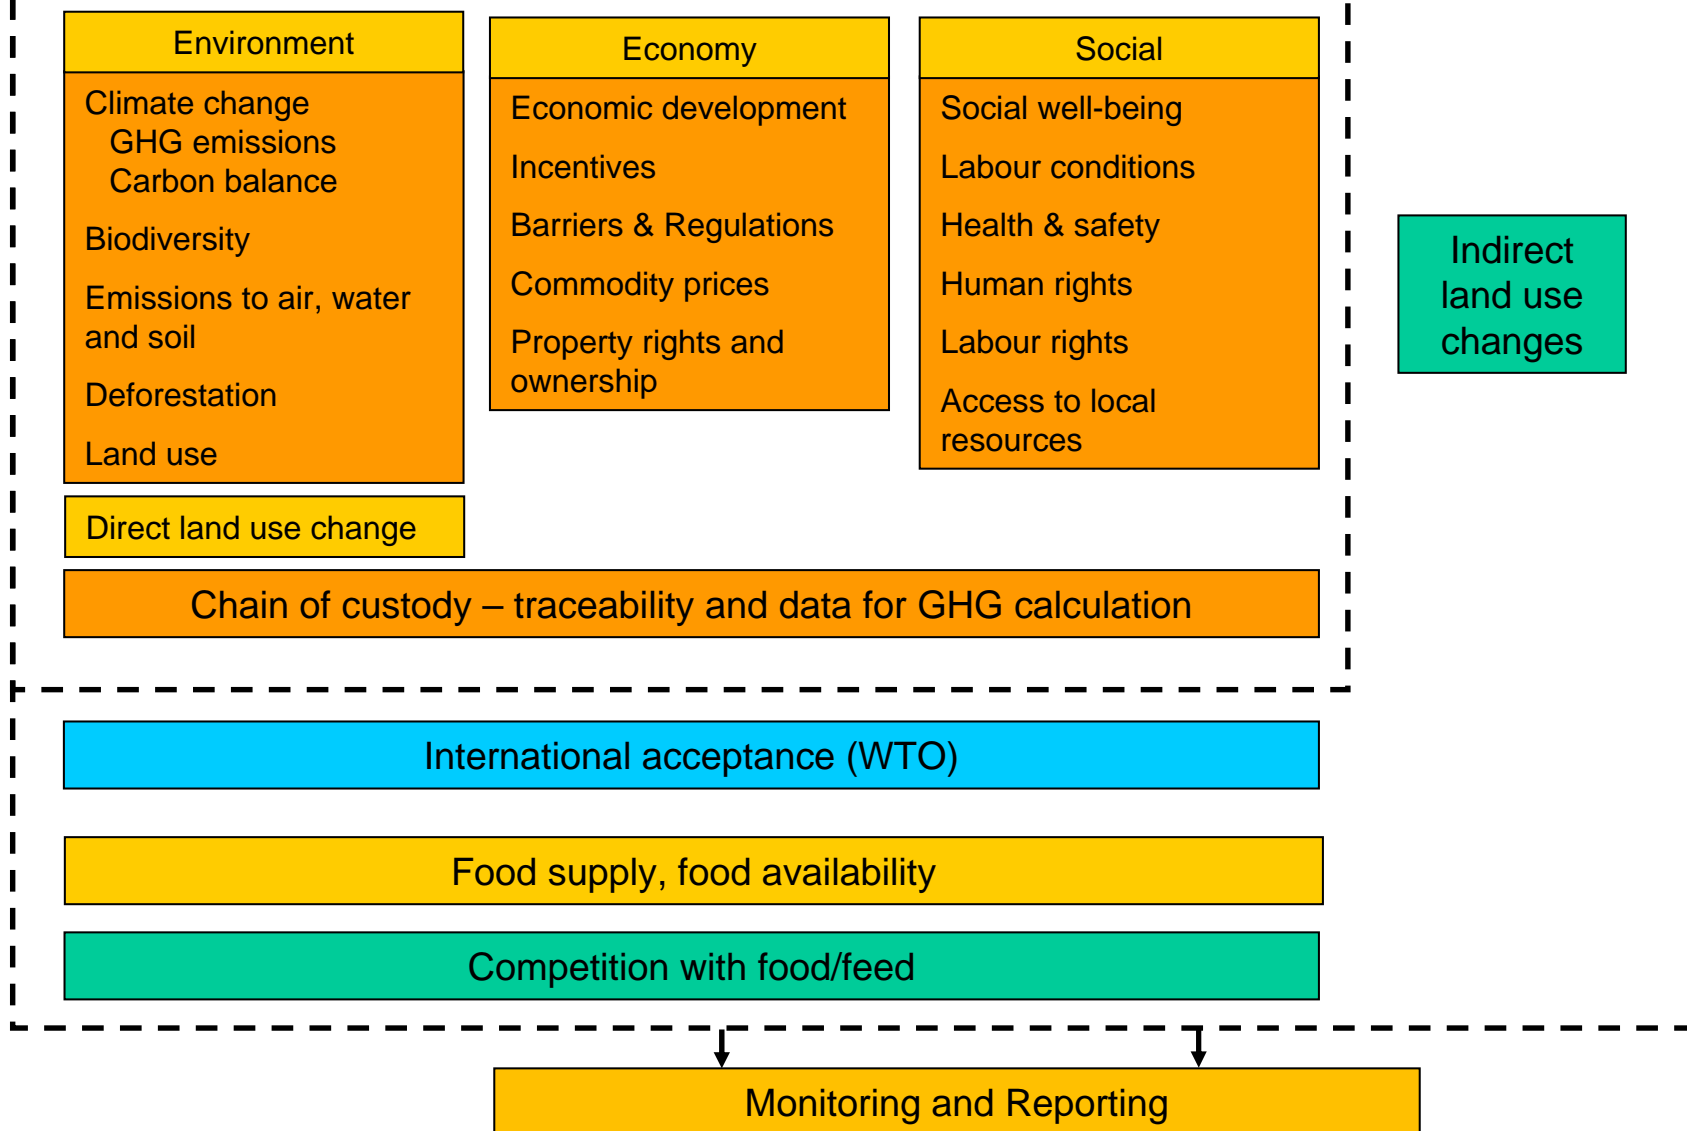 Environment
Climate change
GHG emissions
Carbon balance
Biodiversity
Emissions to air, water
and soil
Deforestation
Land use
Direct land use change
Economy
Economic development
Incentives
Barriers & Regulations
Commodity prices
Property rights and
ownership
Social
Social well-being
Labour conditions
Health & safety
Human rights
Labour rights
Access to local
resources
Indirect
land use
changes
Chain of custody – traceability and data for GHG calculation
International acceptance (WTO)
Food supply, food availability
Competition with food/feed
Monitoring and Reporting